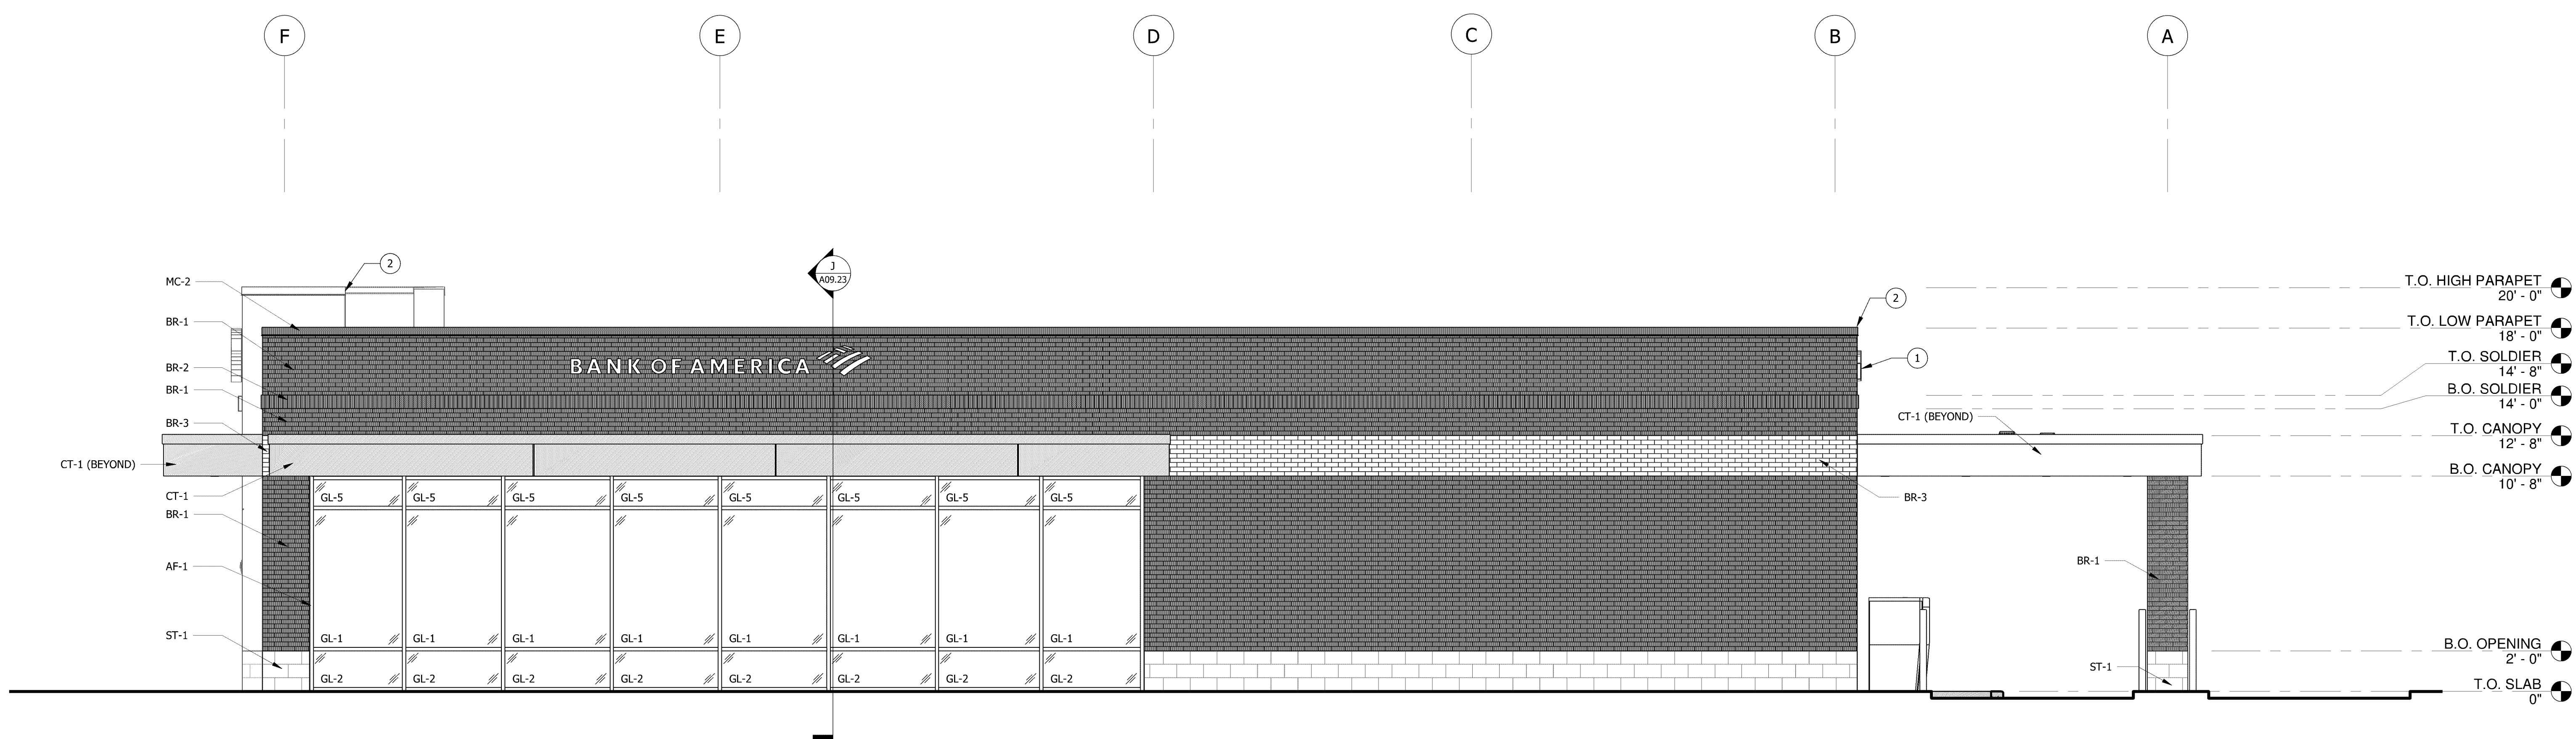 F
E
D
C
B
A
2
J
A09.23
2
1
MC-2
BR-1
BR-2
BR-1
BR-3
CT-1 (BEYOND)
CT-1
BR-1
AF-1
ST-1
BANK OF AMERICA
GL-5 GL-5 GL-5 GL-5 GL-5 GL-5 GL-5 GL-5
GL-1 GL-1 GL-1 GL-1 GL-1 GL-1 GL-1 GL-1
GL-2 GL-2 GL-2 GL-2 GL-2 GL-2 GL-2 GL-2
CT-1 (BEYOND)
BR-3
BR-1
ST-1
T.O. HIGH PARAPET
20' - 0"
T.O. LOW PARAPET
18' - 0"
T.O. SOLDIER
14' - 8"
B.O. SOLDIER
14' - 0"
T.O. CANOPY
12' - 8"
B.O. CANOPY
10' - 8"
B.O. OPENING
2' - 0"
T.O. SLAB
0"